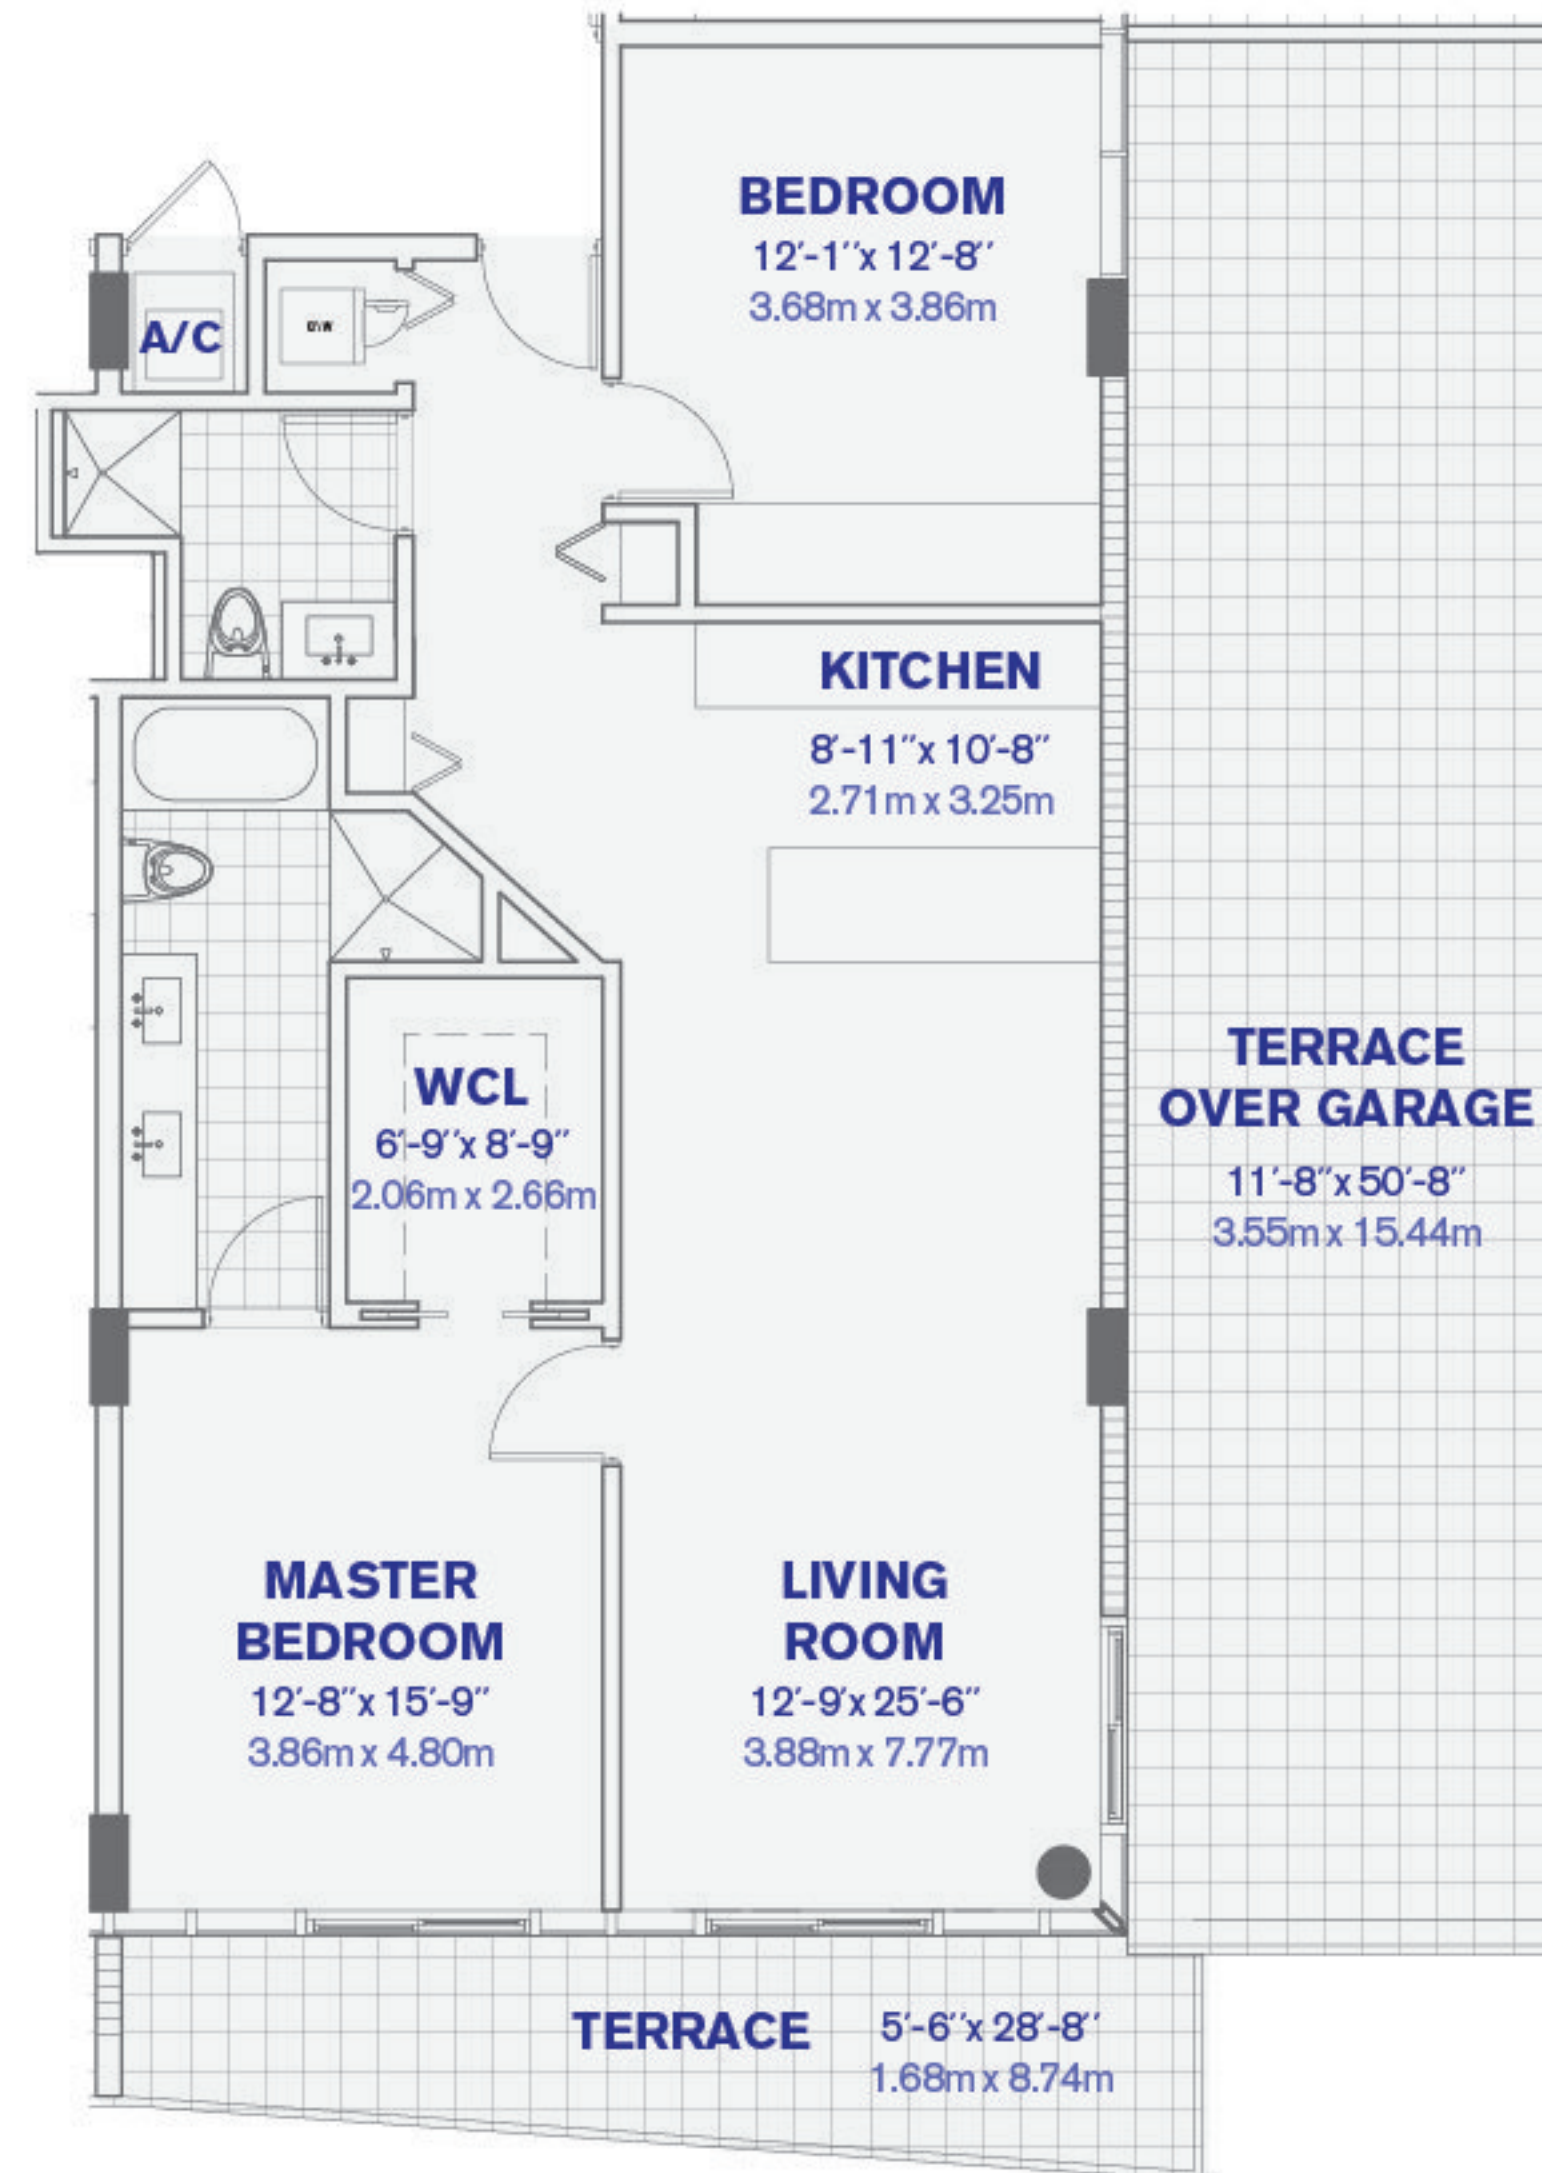 BEDROOM
12′-1″x 12′-8″
3.68m x 3.86m
A/C
D\W
KITCHEN
8′-11″x 10′-8″
2.71m x 3.25m
WCL
6′-9″x 8′-9″
2.06m x 2.66m
TERRACE
OVER GARAGE
11′-8″x 50′-8″
3.55m x 15.44m
MASTER
BEDROOM
12′-8″x 15′-9″
3.86m x 4.80m
LIVING
ROOM
12′-9′x 25′-6″
3.88m x 7.77m
TERRACE
5′-6″x 28′-8″
1.68m x 8.74m